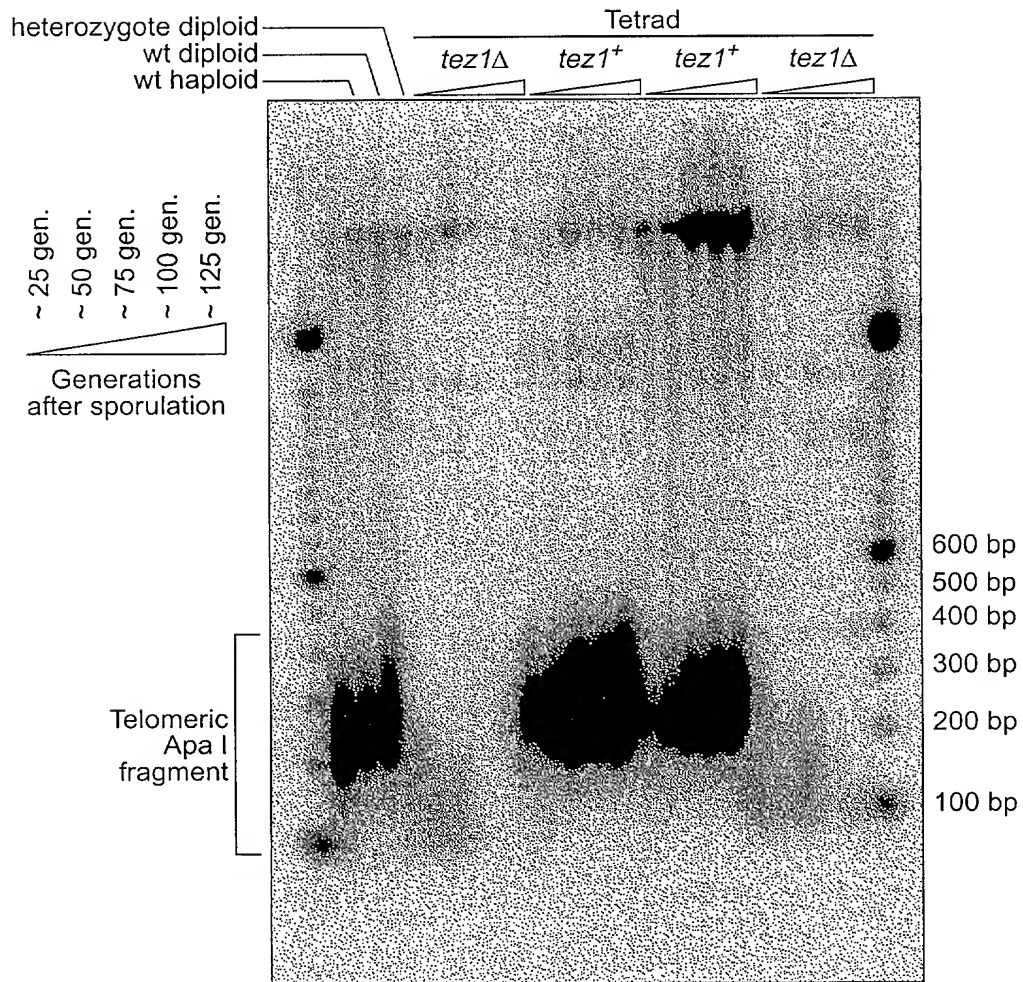 Tetrad
heterozygote diploid
wt diploid
wt haploid
tez1Δ tez1+ tez1+ tez1Δ
~ 25 gen.
~ 50 gen.
~ 75 gen.
~ 100 gen.
~ 125 gen.
Generations
after sporulation
600 bp
500 bp
400 bp
300 bp
200 bp
100 bp
Telomeric
Apa I
fragment